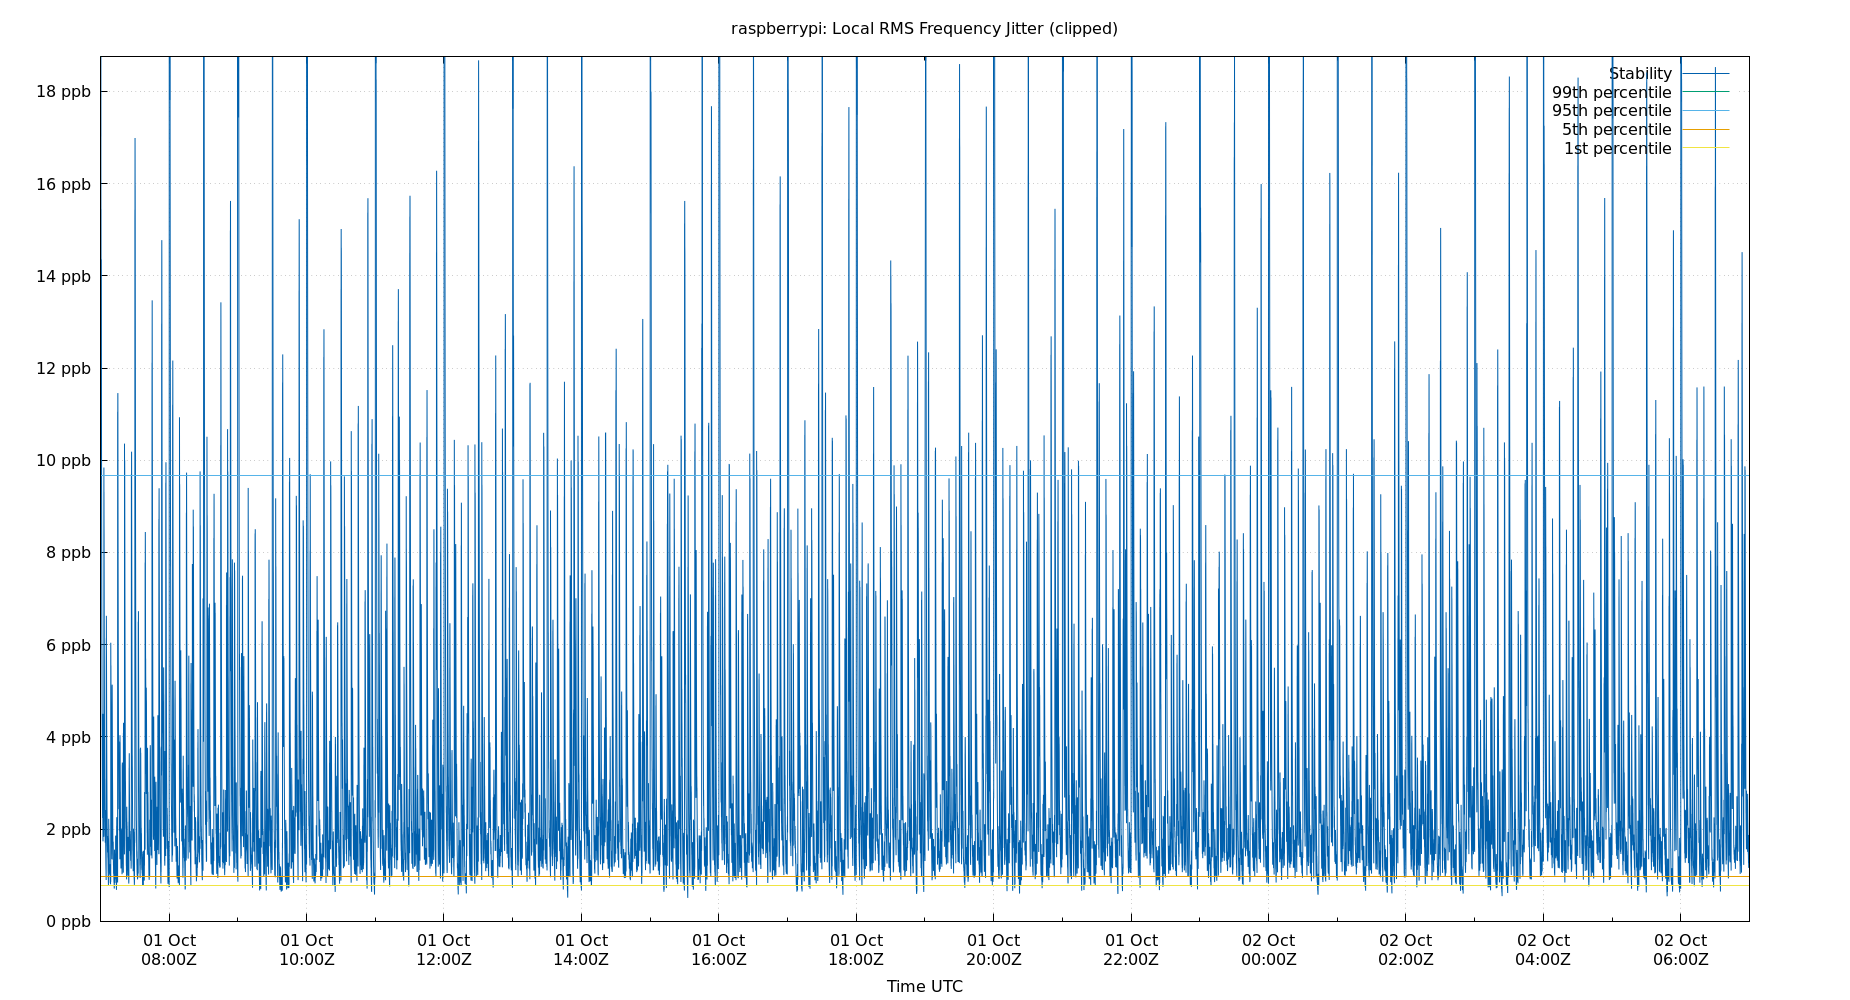 raspberrypi: Local RMS Frequency Jitter (clipped)
Stability
99th percentile
95th percentile
5th percentile
1st percentile
18 ppb
16 ppb
14 ppb
12 ppb
10 ppb
8 ppb
6 ppb
4 ppb
2 ppb
0 ppb
01 Oct 01 Oct 01 Oct 01 Oct 01 Oct 01 Oct 01 Oct 01 Oct 02 Oct 02 Oct 02 Oct 02 Oct
08:00Z 10:00Z 12:00Z 14:00Z 16:00Z 18:00Z 20:00Z 22:00Z 00:00Z 02:00Z 04:00Z 06:00Z
Time UTC